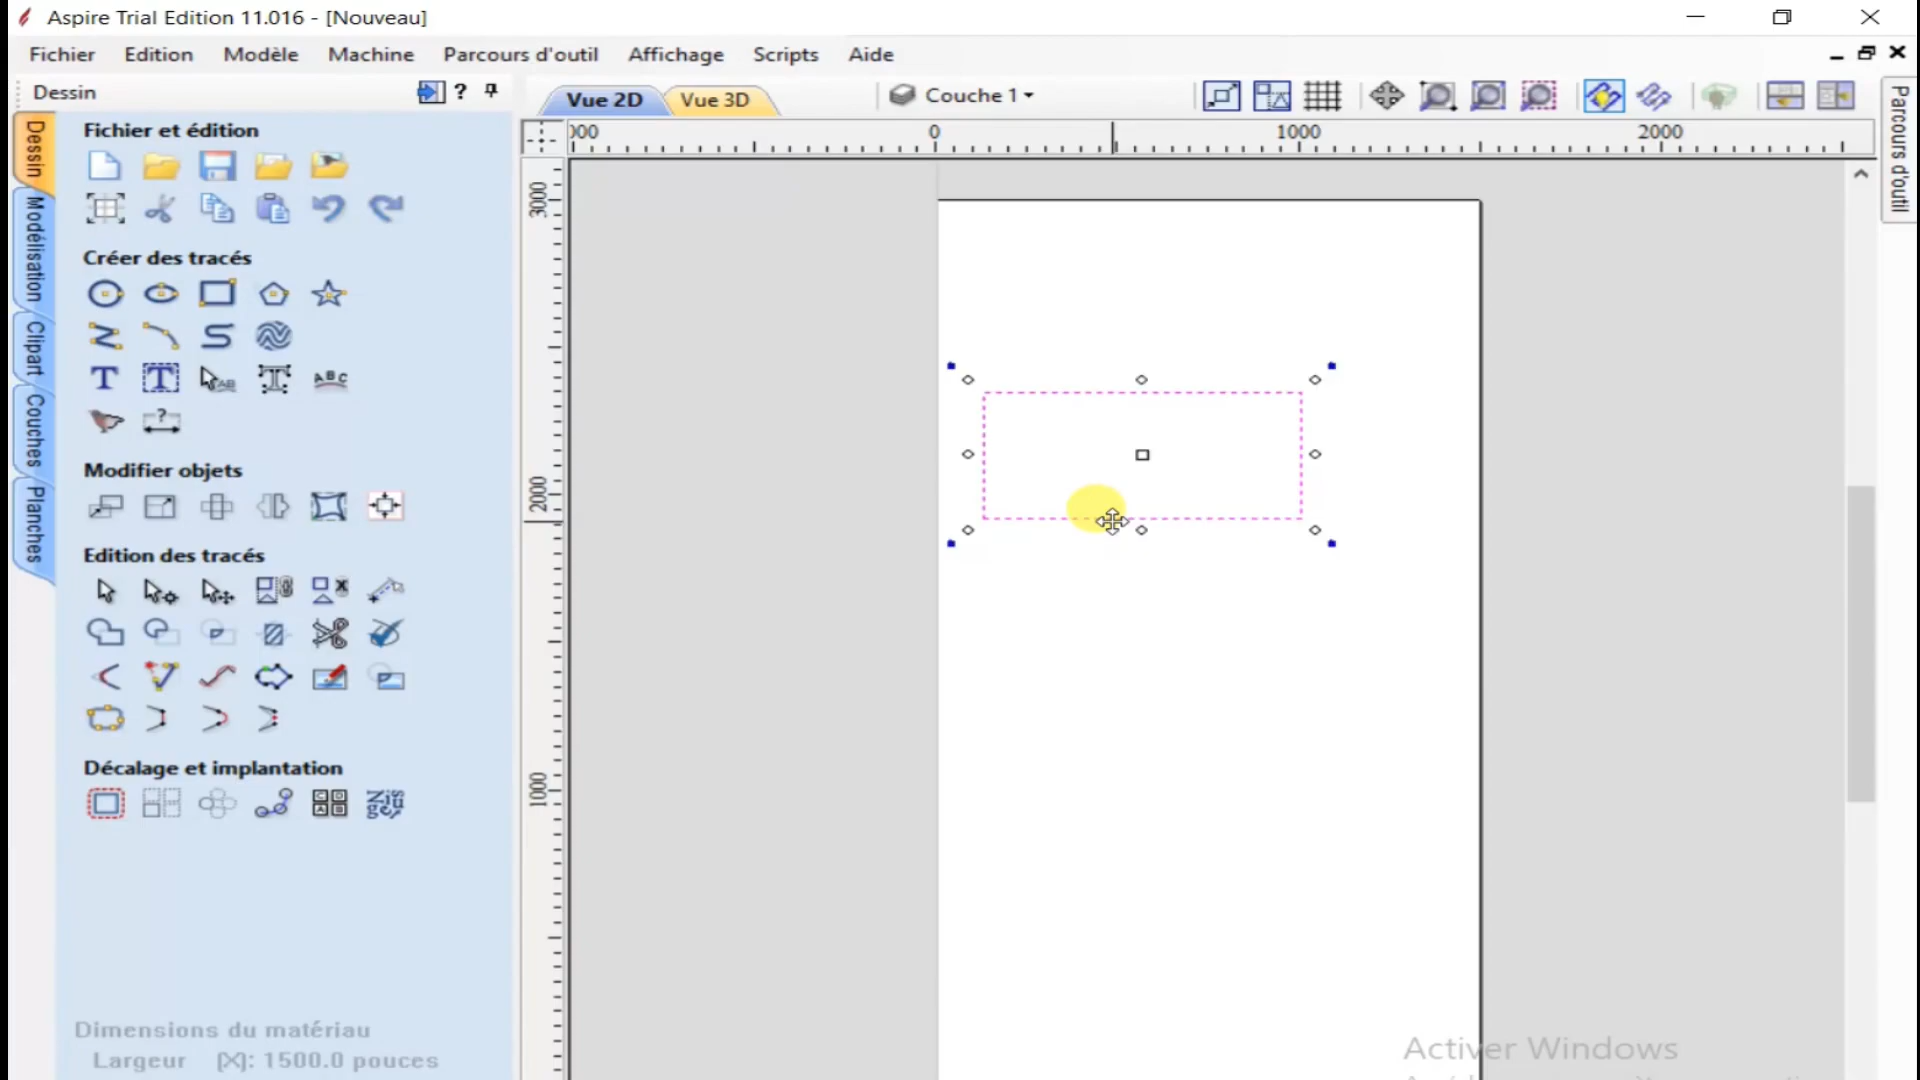 Aspire Trial Edition 11.016 - [Nouveau]
Fichier Edition Modèle Machine Parcours d'outil Affichage Scripts Aide
Dessin
Vue 2D Vue 3D Couche 1
Parcours d'outil
Dessin
Modélisation
Clipart
Couches
Planches
Fichier et édition
Créer des tracés
Modifier objets
Edition des tracés
Décalage et implantation
Dimensions du matériau
Largeur (X): 1500.0 pouces
0 1000 2000
3000
2000
1000
Activer Windows